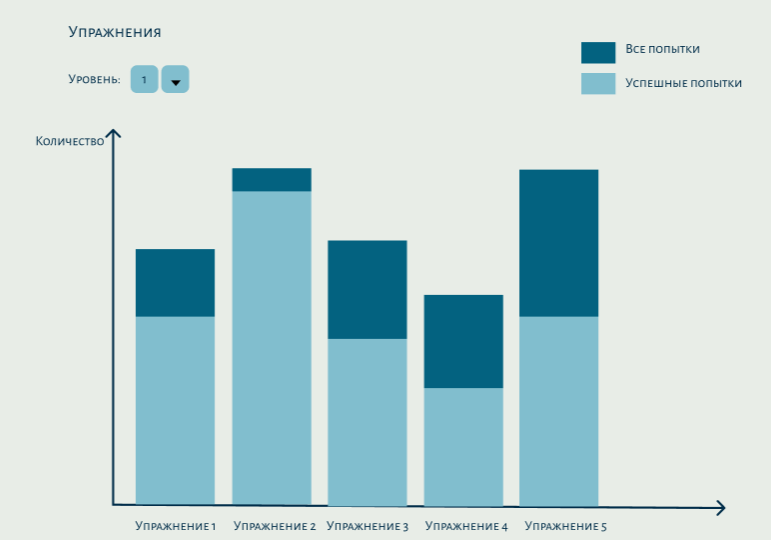 Упражнения
Уровень: 1
Все попытки
Успешные попытки
Количество
Упражнение 1
Упражнение 2
Упражнение 3
Упражнение 4
Упражнение 5